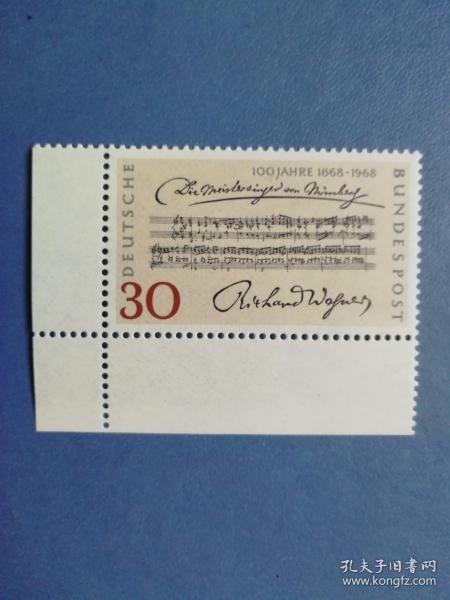 100 JAHRE 1868-1968
Die Meistersinger von Nürnberg
DEUTSCHE
BUNDESPOST
30
Richard Wagner
孔夫子旧书网
www.kongfz.com